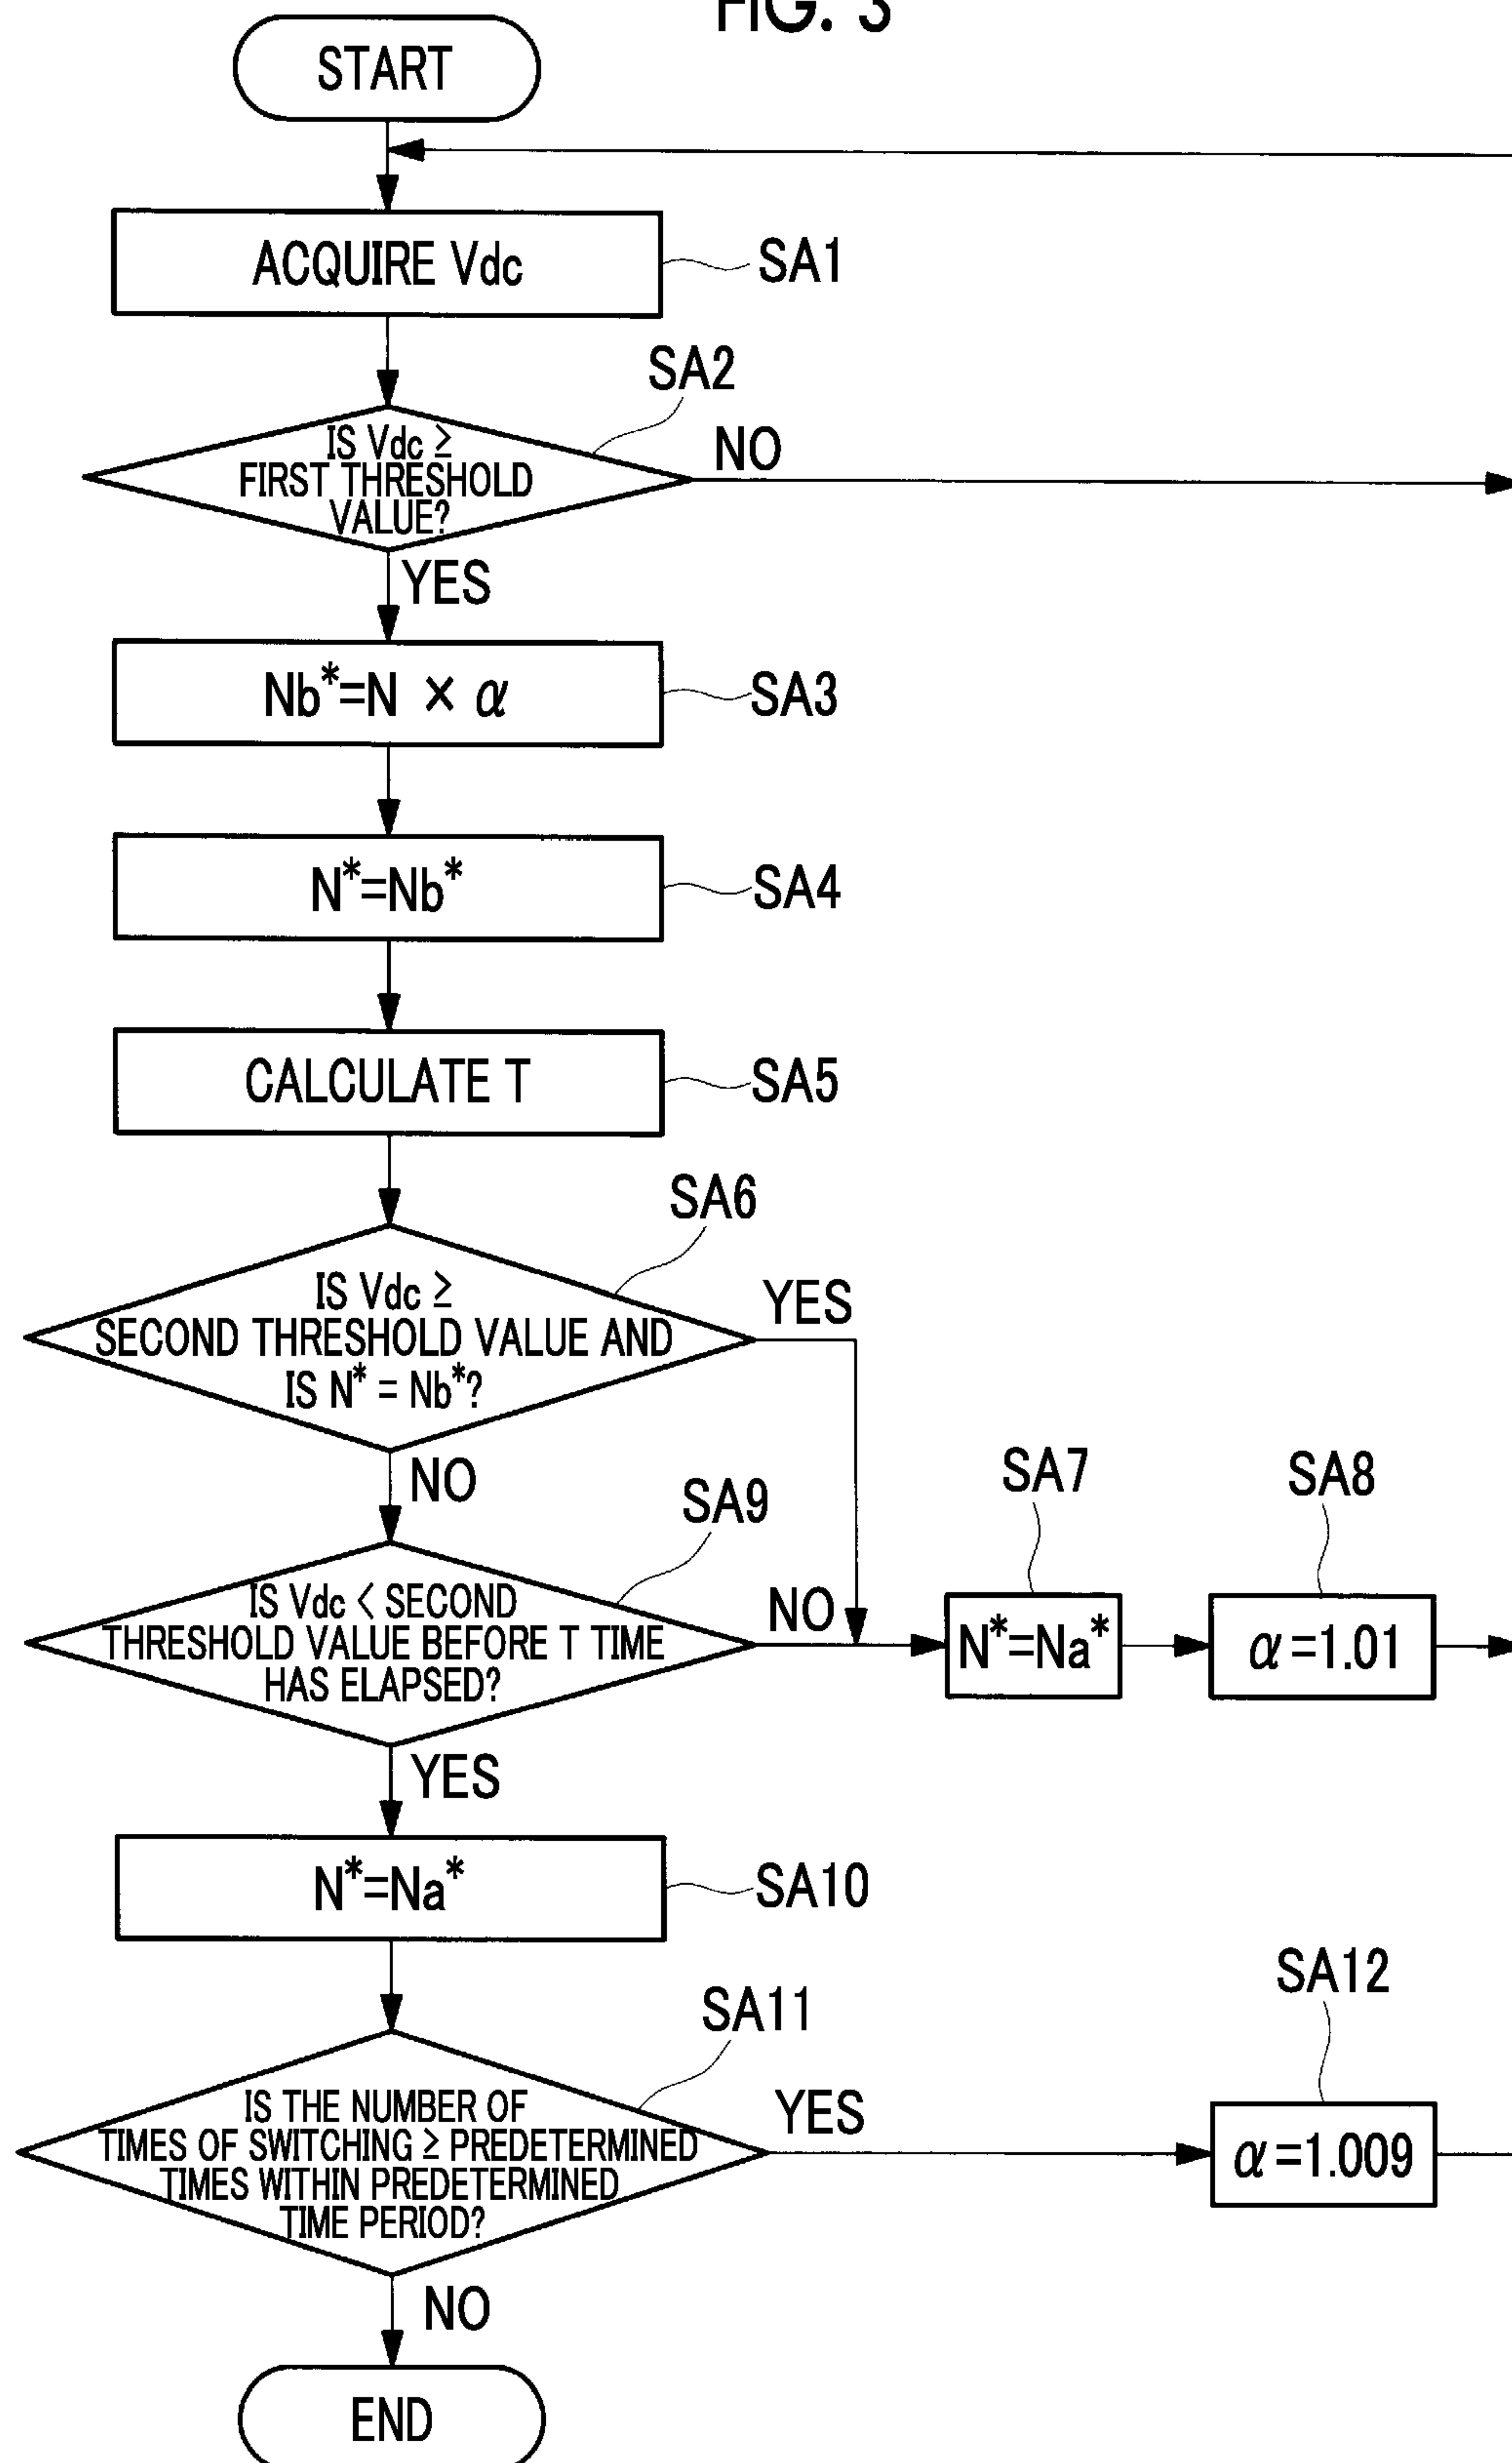 FIG. 3
START
ACQUIRE Vdc
SA1
SA2
IS Vdc ≥
FIRST THRESHOLD
VALUE?
NO
YES
Nb*=N × α
SA3
N*=Nb*
SA4
CALCULATE T
SA5
SA6
IS Vdc ≥
SECOND THRESHOLD VALUE AND
IS N* = Nb*?
YES
NO
SA9
IS Vdc < SECOND
THRESHOLD VALUE BEFORE T TIME
HAS ELAPSED?
NO
SA7
N*=Na*
SA8
α=1.01
YES
N*=Na*
SA10
SA11
IS THE NUMBER OF
TIMES OF SWITCHING ≥ PREDETERMINED
TIMES WITHIN PREDETERMINED
TIME PERIOD?
YES
SA12
α=1.009
NO
END